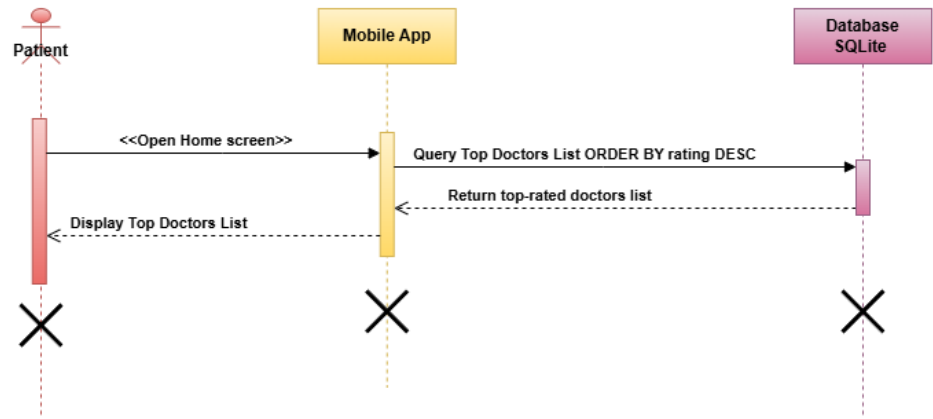 Patient
Mobile App
Database
SQLite
<<Open Home screen>>
Query Top Doctors List ORDER BY rating DESC
Return top-rated doctors list
Display Top Doctors List